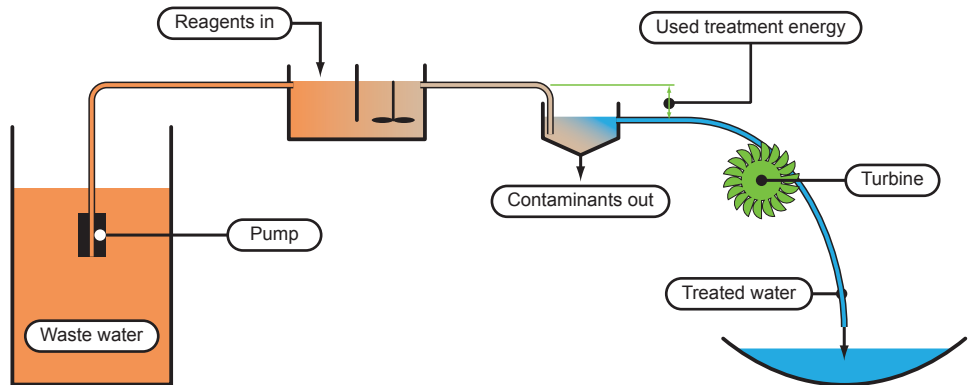 Reagents in
Used treatment energy
Contaminants out
Turbine
Pump
Treated water
Waste water